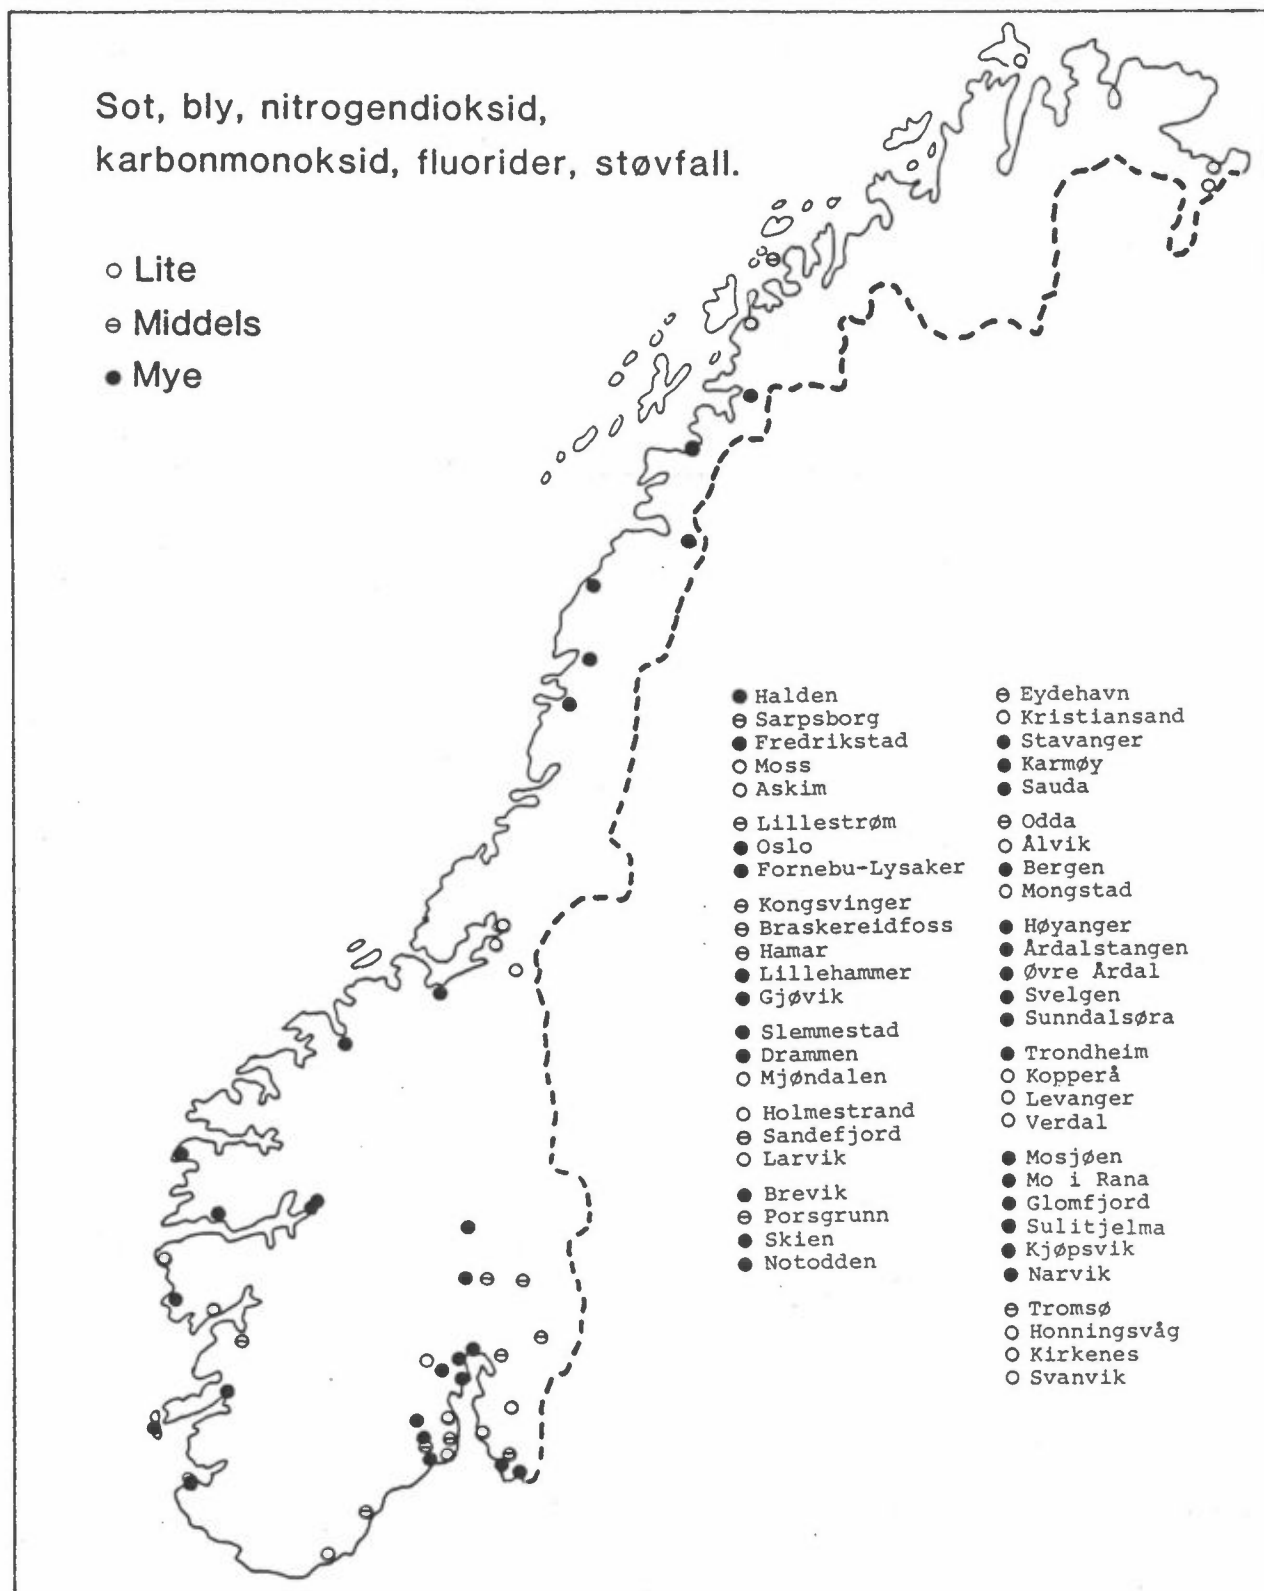 Sot, bly, nitrogendioksid,
karbonmonoksid, fluorider, støvfall.
Lite
Middels
Mye
Halden
Sarpsborg
Fredrikstad
Moss
Askim
Lillestrøm
Oslo
Fornebu-Lysaker
Kongsvinger
Braskereidfoss
Hamar
Lillehammer
Gjøvik
Slemmestad
Drammen
Mjøndalen
Holmestrand
Sandefjord
Larvik
Brevik
Porsgrunn
Skien
Notodden
Eydehavn
Kristiansand
Stavanger
Karmøy
Sauda
Odda
Ålvik
Bergen
Mongstad
Høyanger
Årdalstangen
Øvre Årdal
Svelgen
Sunndalsøra
Trondheim
Kopperå
Levanger
Verdal
Mosjøen
Mo i Rana
Glomfjord
Sulitjelma
Kjøpsvik
Narvik
Tromsø
Honningsvåg
Kirkenes
Svanvik